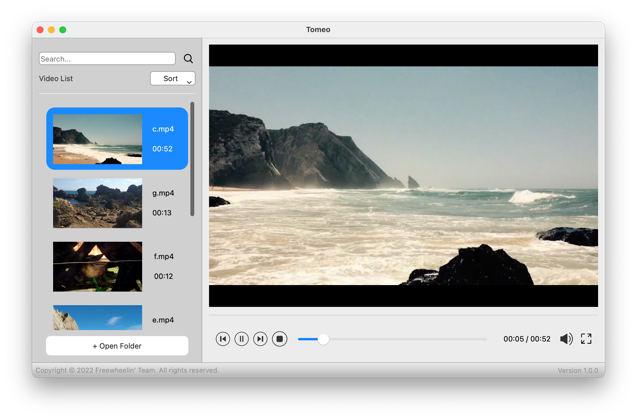 Tomeo
Search...
Video List
Sort
c.mp4
00:52
g.mp4
00:13
f.mp4
00:12
e.mp4
+ Open Folder
00:05 / 00:52
Copyright © 2022 Freewheelin' Team. All rights reserved.
Version 1.0.0